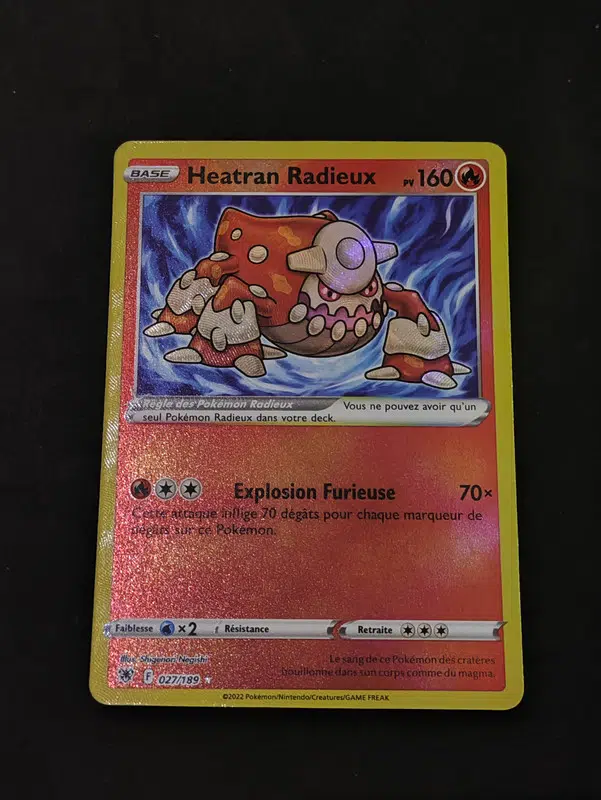 BASE Heatran Radieux PV 160
Règle des Pokémon Radieux Vous ne pouvez avoir qu'un
seul Pokémon Radieux dans votre deck.
Explosion Furieuse 70×
Cette attaque inflige 70 dégâts pour chaque marqueur de
dégâts sur ce Pokémon.
Faiblesse ×2 Résistance Retraite
Illus. Shigenori Negishi
Le sang de ce Pokémon des cratères
bouillonne dans son corps comme du magma.
F 027/189
©2022 Pokémon/Nintendo/Creatures/GAME FREAK